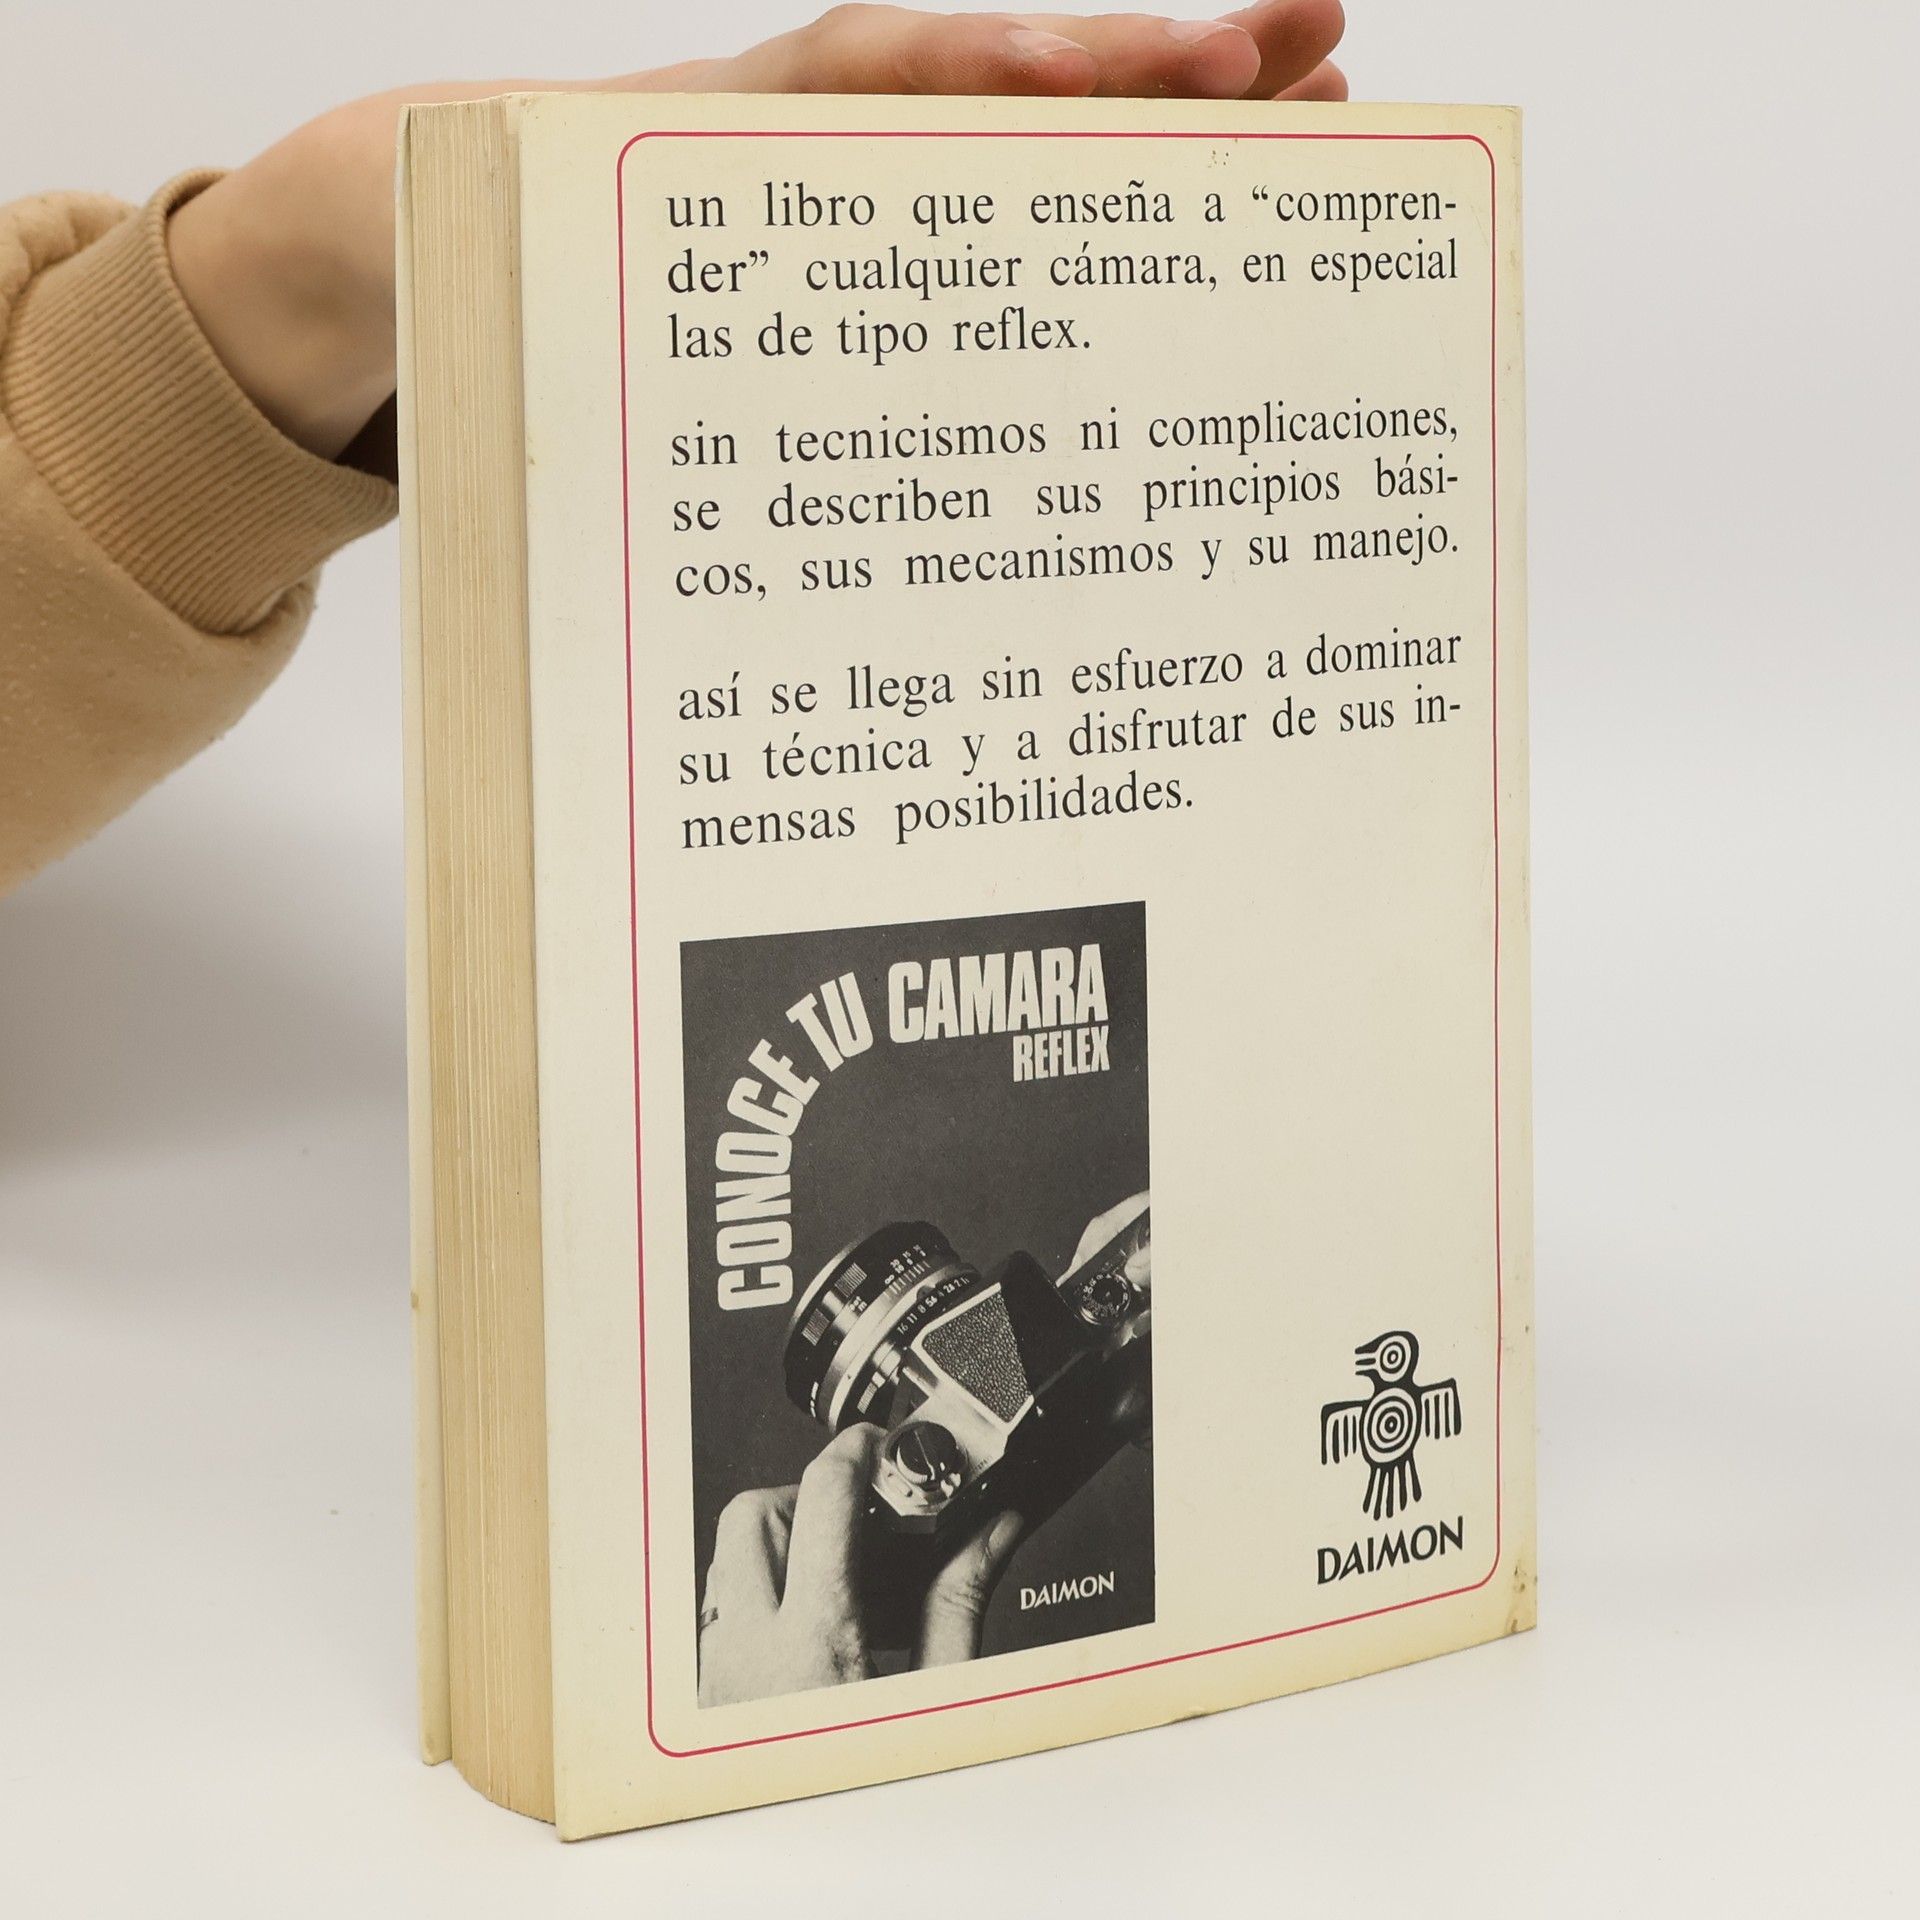 un libro que enseña a “compren-
der” cualquier cámara, en especial
las de tipo reflex.
sin tecnicismos ni complicaciones,
se describen sus principios bási-
cos, sus mecanismos y su manejo.
así se llega sin esfuerzo a dominar
su técnica y a disfrutar de sus in-
mensas posibilidades.
CONOCE TU CAMARA
REFLEX
DAIMON
DAIMON